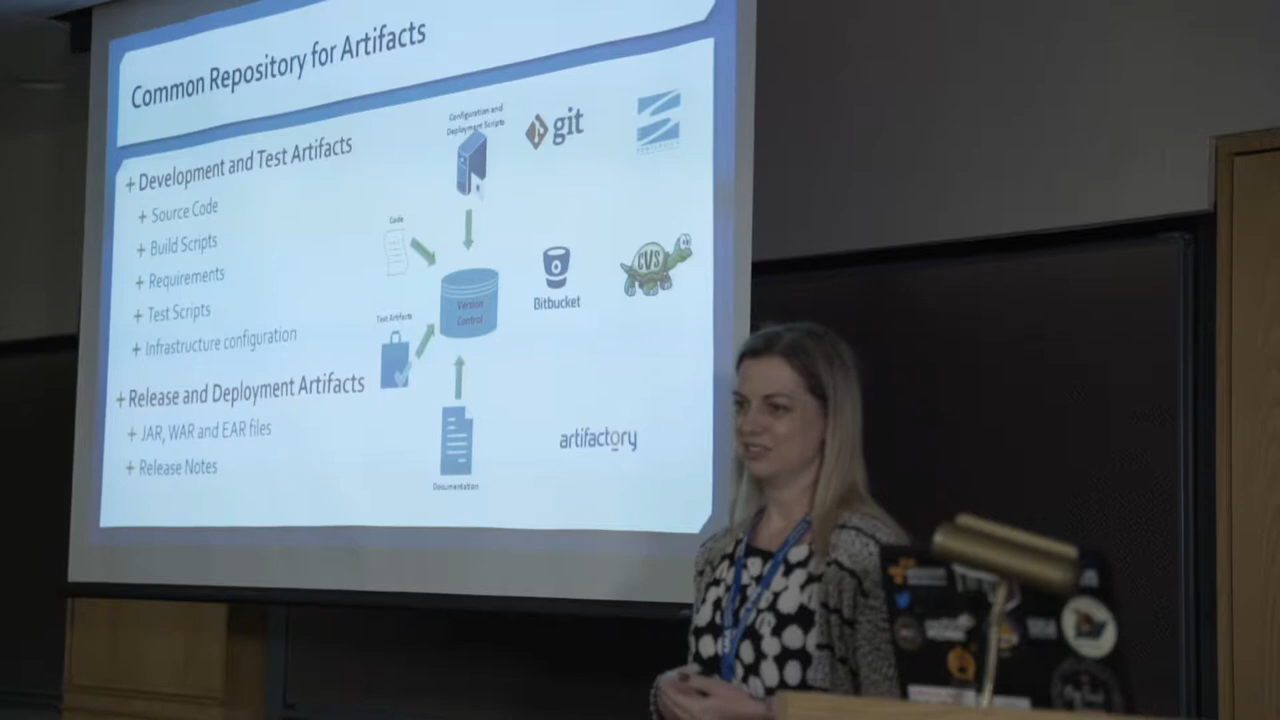 Common Repository for Artifacts
+ Development and Test Artifacts
+ Source Code
+ Build Scripts
+ Requirements
+ Test Scripts
+ Infrastructure configuration
+ Release and Deployment Artifacts
+ JAR, WAR and EAR files
+ Release Notes
Configuration and
Deployment Scripts
Code
Version
Control
Test Artifacts
Documentation
git
Bitbucket
CVS
artifactory